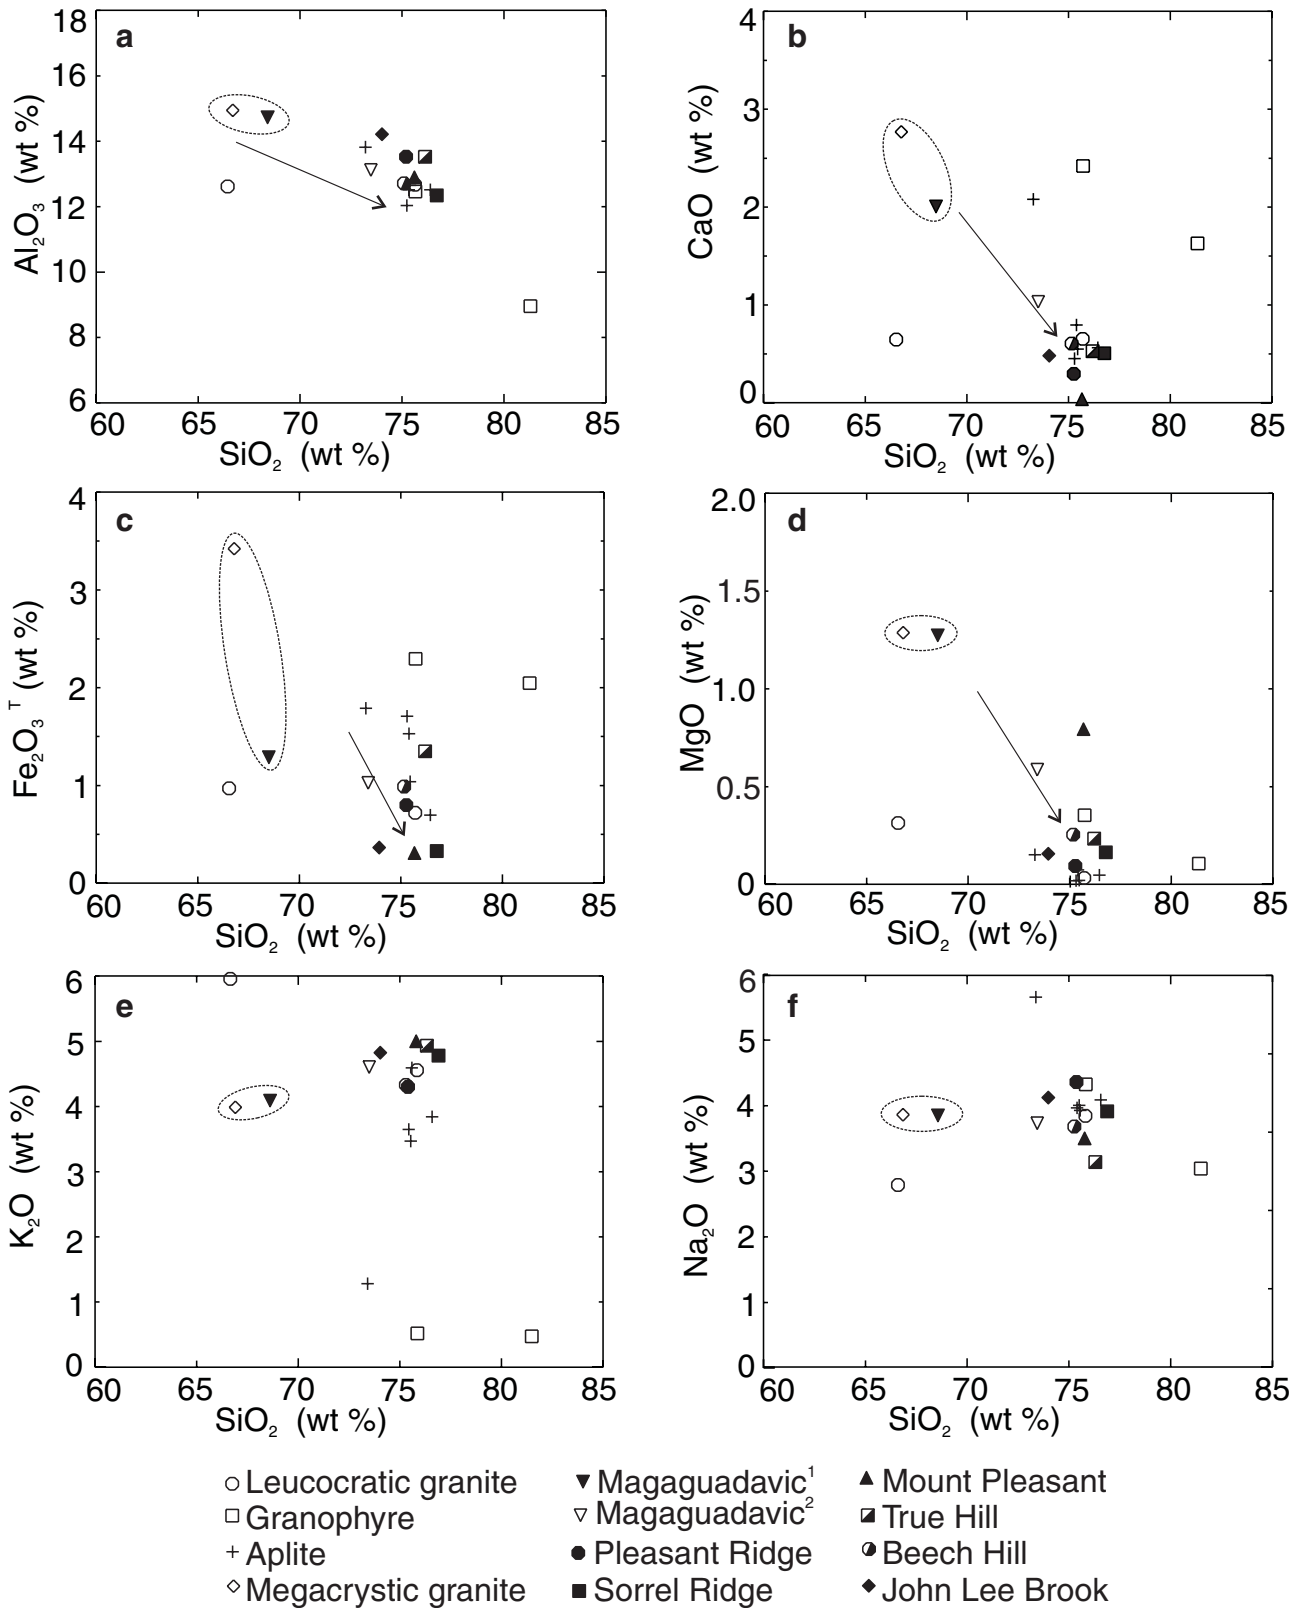 a
18
16
14
12
10
8
6
60
65
70
75
80
85
Al2O3 (wt %)
SiO2 (wt %)
b
4
3
2
1
0
60
65
70
75
80
85
CaO (wt %)
SiO2 (wt %)
c
4
3
2
1
0
60
65
70
75
80
85
Fe2O3T (wt %)
SiO2 (wt %)
d
2.0
1.5
1.0
0.5
0
60
65
70
75
80
85
MgO (wt %)
SiO2 (wt %)
e
6
5
4
3
2
1
0
60
65
70
75
80
85
K2O (wt %)
SiO2 (wt %)
f
6
5
4
3
2
1
0
60
65
70
75
80
85
Na2O (wt %)
SiO2 (wt %)
Leucocratic granite
Granophyre
Aplite
Megacrystic granite
Magaguadavic1
Magaguadavic2
Pleasant Ridge
Sorrel Ridge
Mount Pleasant
True Hill
Beech Hill
John Lee Brook